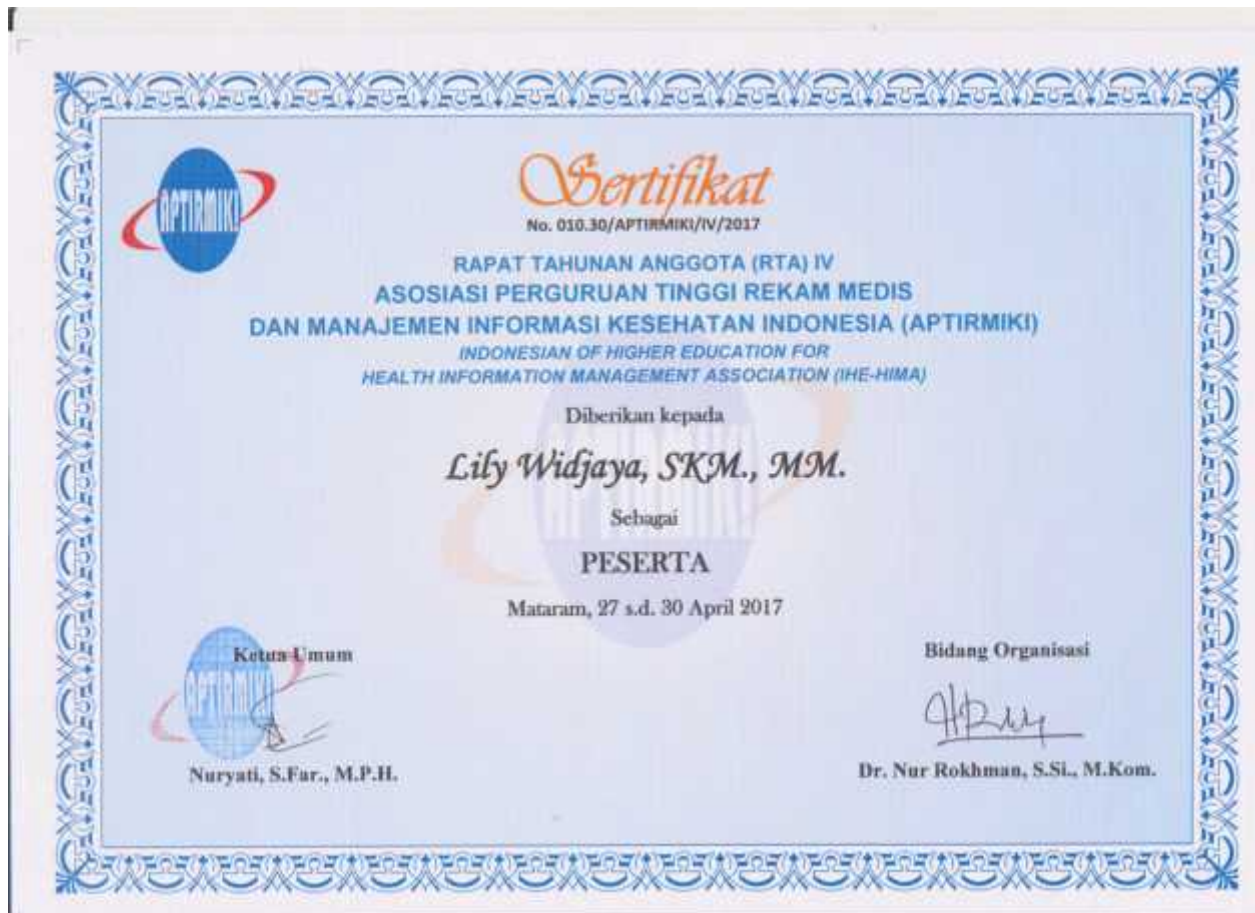 APTIRMIKI
Sertifikat
No. 010.30/APTIRMIKI/IV/2017
RAPAT TAHUNAN ANGGOTA (RTA) IV
ASOSIASI PERGURUAN TINGGI REKAM MEDIS
DAN MANAJEMEN INFORMASI KESEHATAN INDONESIA (APTIRMIKI)
INDONESIAN OF HIGHER EDUCATION FOR
HEALTH INFORMATION MANAGEMENT ASSOCIATION (IHE-HIMA)
Diberikan kepada
Lily Widjaya, SKM., MM.
Sebagai
PESERTA
Mataram, 27 s.d. 30 April 2017
Ketua Umum
APTIRMIKI
Nuryati, S.Far., M.P.H.
Bidang Organisasi
Dr. Nur Rokhman, S.Si., M.Kom.